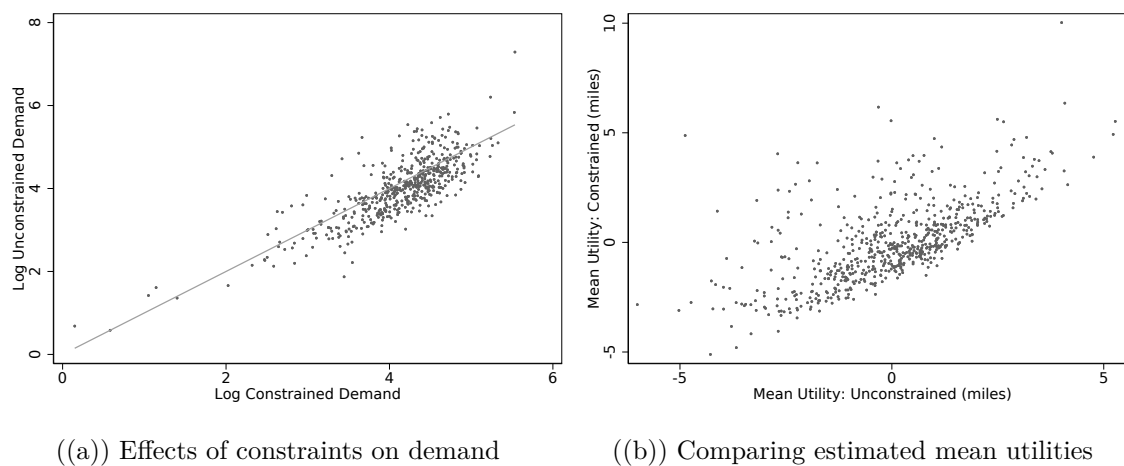 8
6
4
2
0
Log Unconstrained Demand
0 2 4 6
Log Constrained Demand
10
5
0
-5
Mean Utility: Constrained (miles)
-5 0 5
Mean Utility: Unconstrained (miles)
((a)) Effects of constraints on demand
((b)) Comparing estimated mean utilities